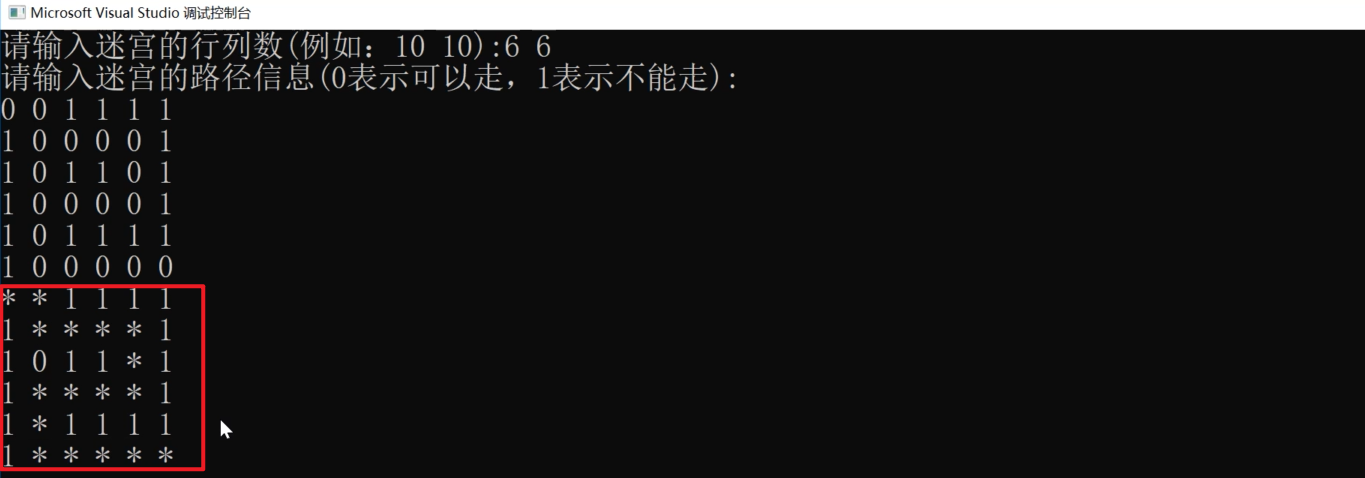 Microsoft Visual Studio 调试控制台
请输入迷宫的行列数(例如：10 10):6 6
请输入迷宫的路径信息(0表示可以走，1表示不能走):
0 0 1 1 1 1
1 0 0 0 0 1
1 0 1 1 0 1
1 0 0 0 0 1
1 0 1 1 1 1
1 0 0 0 0 0
* * 1 1 1 1
1 * * * * 1
1 0 1 1 * 1
1 * * * * 1
1 * 1 1 1 1
1 * * * * *